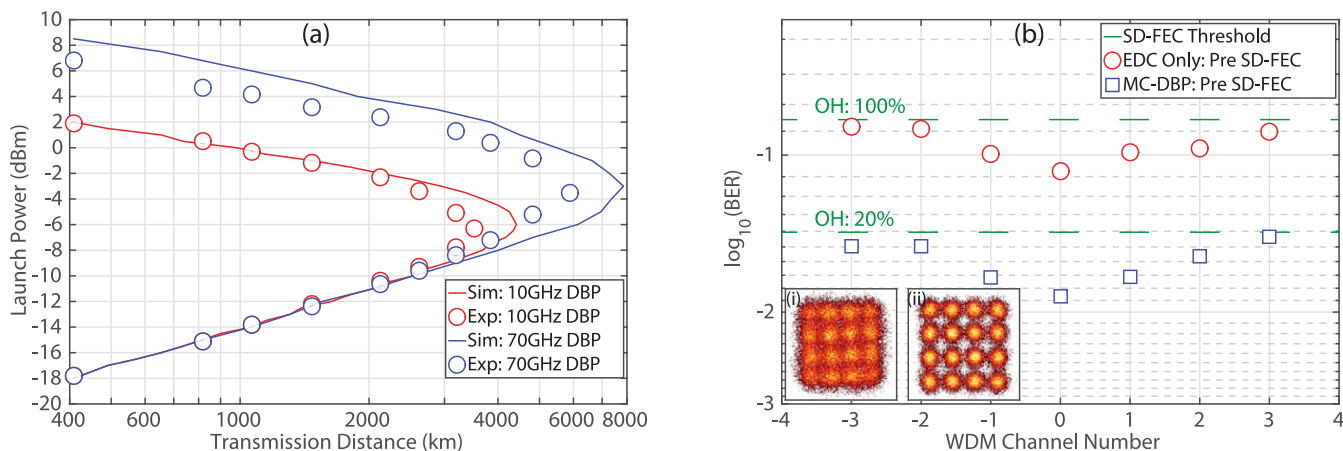 (a)
10
8
6
4
2
0
-2
-4
-6
-8
-10
-12
-14
-16
-18
-20
Launch Power (dBm)
400
600
1000
2000
4000
6000
8000
Transmission Distance (km)
Sim: 10GHz DBP
Exp: 10GHz DBP
Sim: 70GHz DBP
Exp: 70GHz DBP
(b)
SD-FEC Threshold
EDC Only: Pre SD-FEC
MC-DBP: Pre SD-FEC
OH: 100%
OH: 20%
(i)
(ii)
-1
-2
-3
log10(BER)
-4
-3
-2
-1
0
1
2
3
4
WDM Channel Number